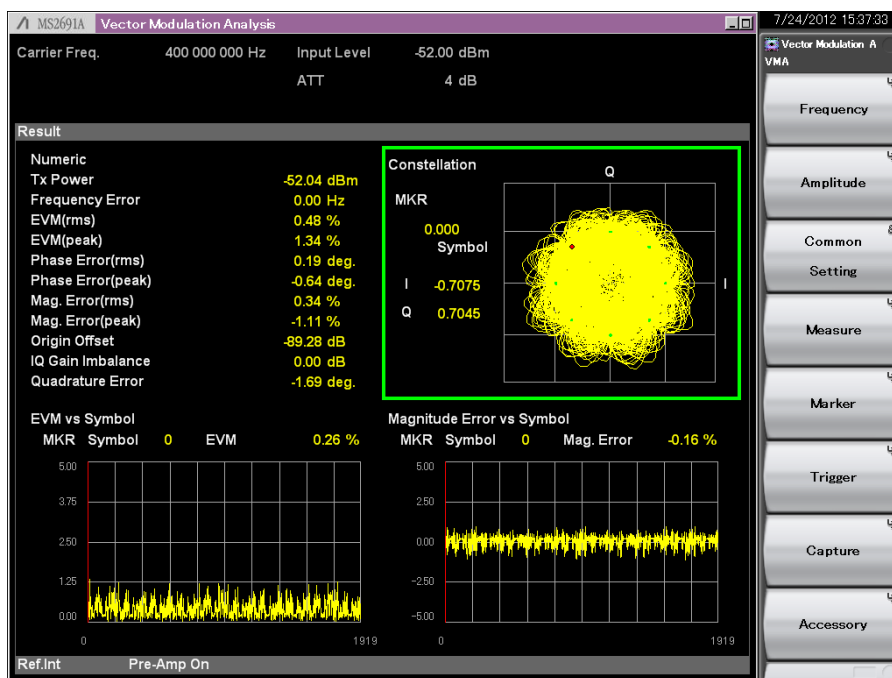 MS2691A Vector Modulation Analysis
7/24/2012 15:37:33
Carrier Freq. 400 000 000 Hz Input Level -52.00 dBm
ATT 4 dB
Result
Numeric
Tx Power -52.04 dBm
Frequency Error 0.00 Hz
EVM(rms) 0.48 %
EVM(peak) 1.34 %
Phase Error(rms) 0.19 deg.
Phase Error(peak) -0.64 deg.
Mag. Error(rms) 0.34 %
Mag. Error(peak) -1.11 %
Origin Offset -89.28 dB
IQ Gain Imbalance 0.00 dB
Quadrature Error -1.69 deg.
Constellation
Q
MKR
0.000
Symbol
I -0.7075
Q 0.7045
I
EVM vs Symbol
MKR Symbol 0 EVM 0.26 %
5.00
3.75
2.50
1.25
0.00
0 1919
Magnitude Error vs Symbol
MKR Symbol 0 Mag. Error -0.16 %
5.00
2.50
0.00
-2.50
-5.00
0 1919
Ref.Int Pre-Amp On
Vector Modulation A
VMA
Frequency
Amplitude
Common
Setting
Measure
Marker
Trigger
Capture
Accessory